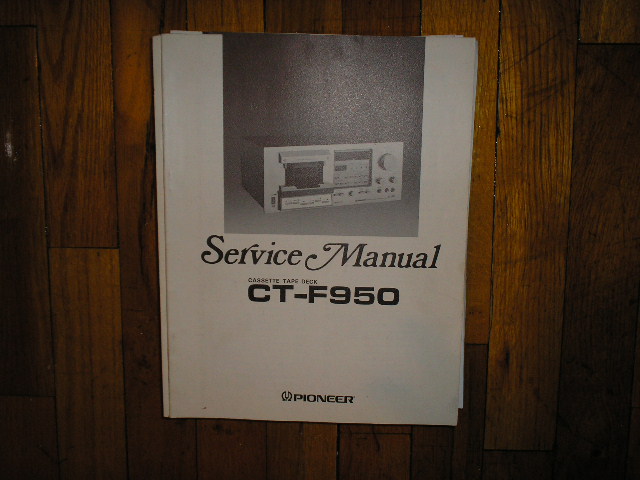 Service Manual
CASSETTE TAPE DECK
CT-F950
PIONEER